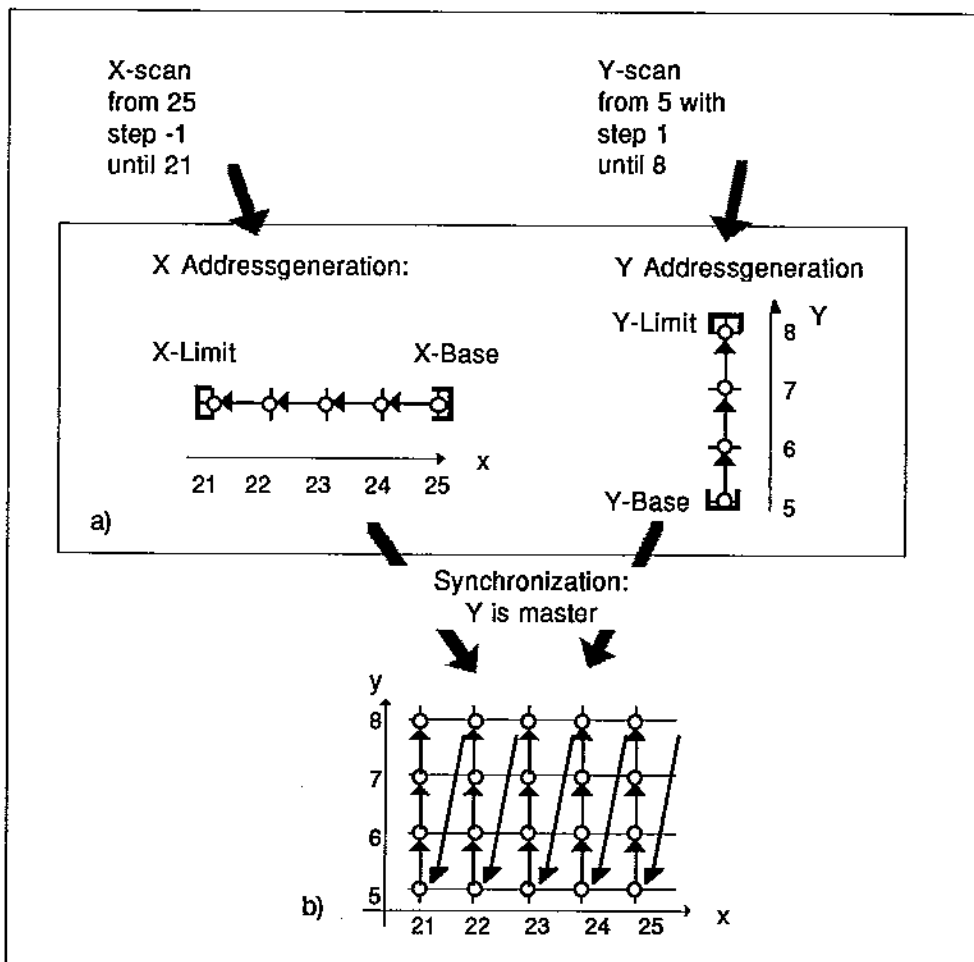 X-scan
from 25
step -1
until 21
Y-scan
from 5 with
step 1
until 8
X Addressgeneration:
X-Limit
X-Base
x
21 22 23 24 25
a)
Y Addressgeneration
Y-Limit
Y
8
7
6
Y-Base
5
Synchronization:
Y is master
y
8
7
6
5
b)
21 22 23 24 25
x